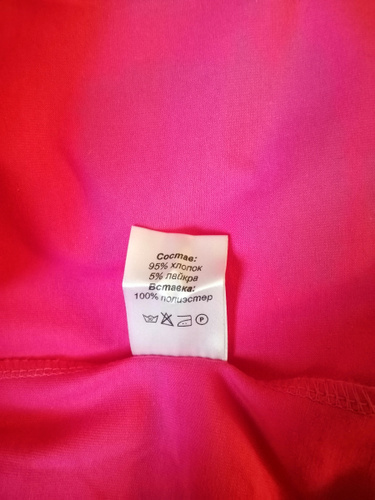 Состав:
95% хлопок
5% лайкра
Вставка:
100% полиэстер
P